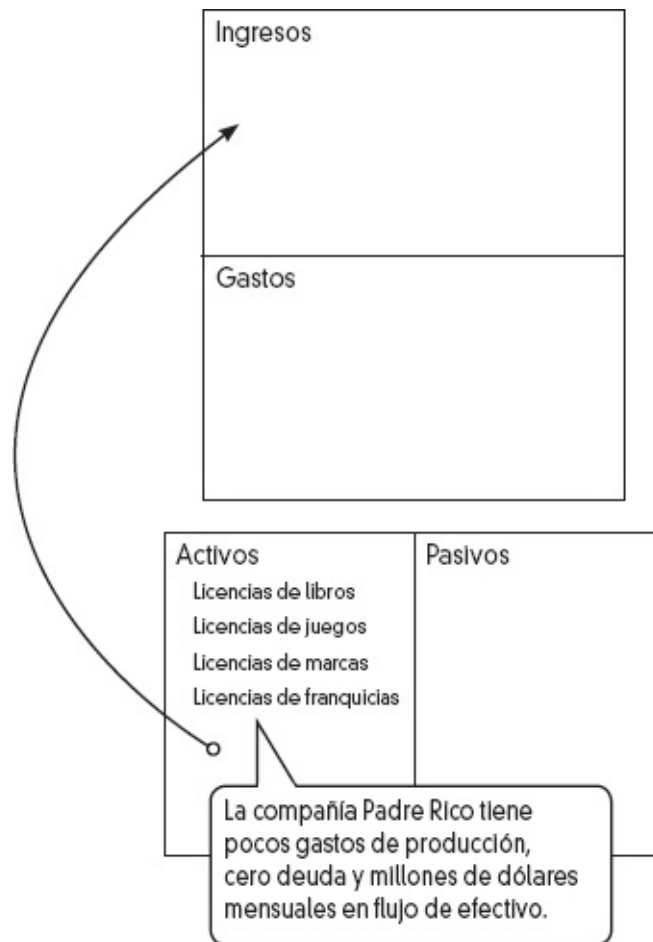 Ingresos
Gastos
Activos
Licencias de libros
Licencias de juegos
Licencias de marcas
Licencias de franquicias
Pasivos
La compañía Padre Rico tiene
pocos gastos de producción,
cero deuda y millones de dólares
mensuales en flujo de efectivo.